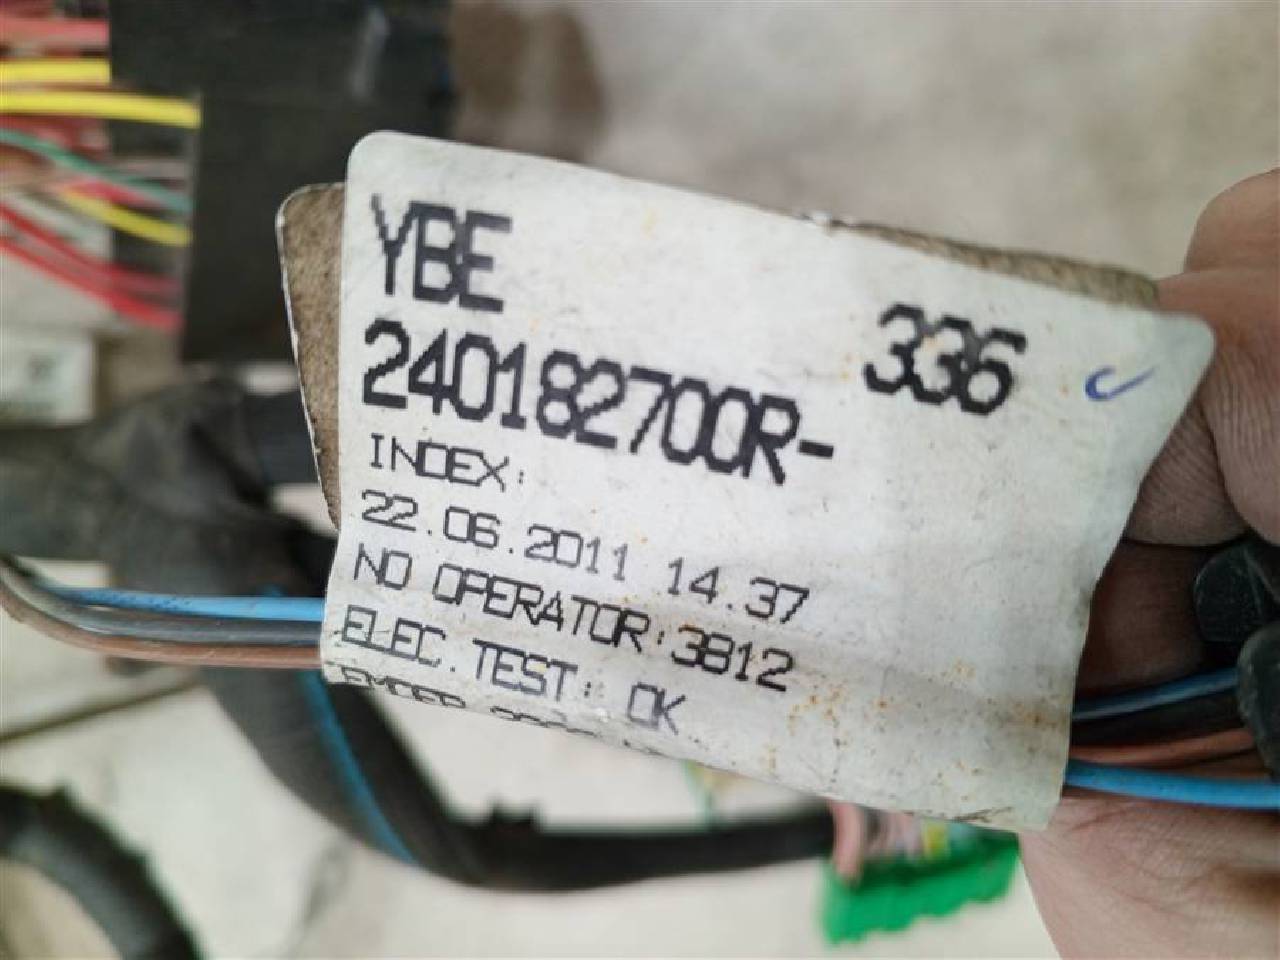 YBE
336
240182700R-
INDEX:
22.06.2011 14.37
NO OPERATOR:3812
ELEC.TEST: OK